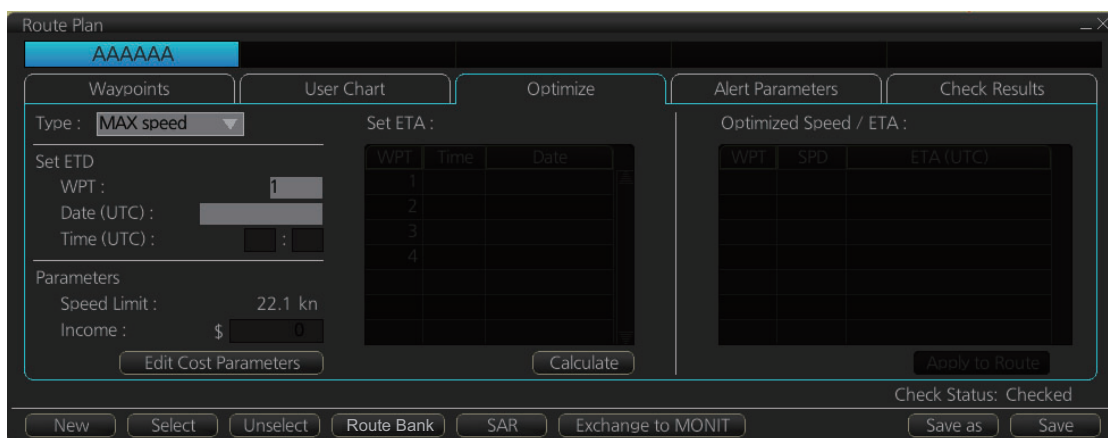 Route Plan
AAAAAA
Waypoints User Chart Optimize Alert Parameters Check Results
Type : MAX speed
Set ETD
WPT : 1
Date (UTC) :
Time (UTC) : :
Parameters
Speed Limit : 22.1 kn
Income : $ 0
Edit Cost Parameters
Set ETA :
WPT Time Date
1
2
3
4
Calculate
Optimized Speed / ETA :
WPT SPD ETA (UTC)
Apply to Route
Check Status: Checked
New Select Unselect Route Bank SAR Exchange to MONIT Save as Save